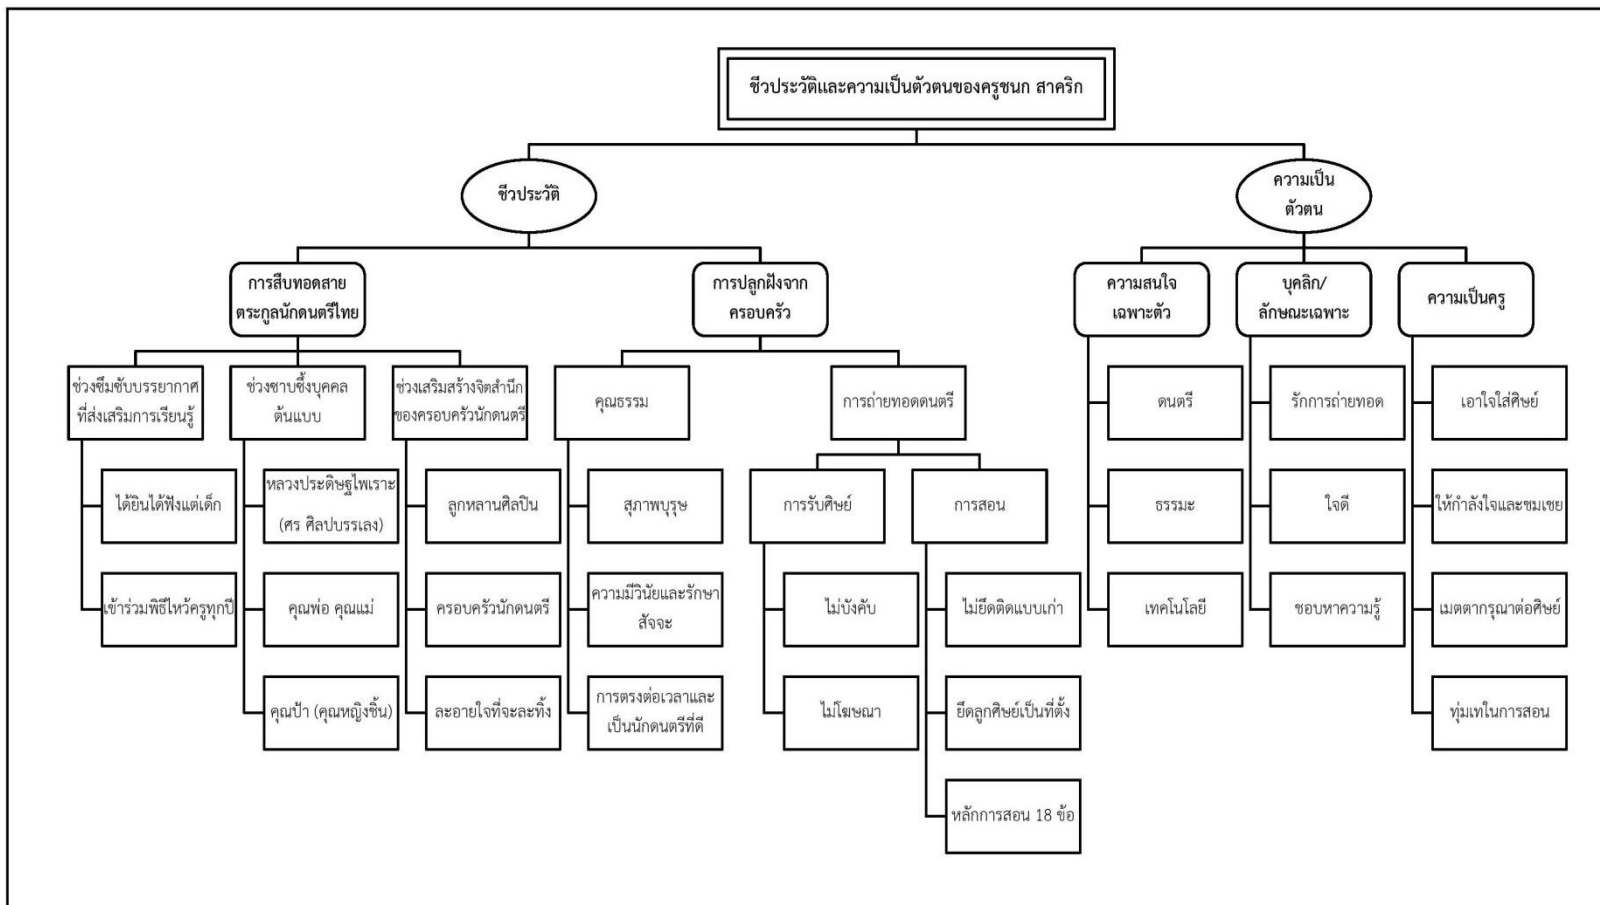 ชีวประวัติและความเป็นตัวตนของครูชนก สาคริก
ชีวประวัติ
ความเป็น
ตัวตน
การสืบทอดสาย
ตระกูลนักดนตรีไทย
การปลูกฝังจาก
ครอบครัว
ความสนใจ
เฉพาะตัว
บุคลิก/
ลักษณะเฉพาะ
ความเป็นครู
ช่วงซึมซับบรรยากาศ
ที่ส่งเสริมการเรียนรู้
ช่วงซาบซึ้งบุคคล
ต้นแบบ
ช่วงเสริมสร้างจิตสำนึก
ของครอบครัวนักดนตรี
คุณธรรม
การถ่ายทอดดนตรี
ดนตรี
รักการถ่ายทอด
เอาใจใส่ศิษย์
ได้ยินได้ฟังแต่เด็ก
หลวงประดิษฐไพเราะ
(ศร ศิลปบรรเลง)
ลูกหลานศิลปิน
สุภาพบุรุษ
การรับศิษย์
การสอน
ธรรมะ
ใจดี
ให้กำลังใจและชมเชย
เข้าร่วมพิธีไหว้ครูทุกปี
คุณพ่อ คุณแม่
ครอบครัวนักดนตรี
ความมีวินัยและรักษา
สัจจะ
ไม่บังคับ
ไม่ยึดติดแบบเก่า
เทคโนโลยี
ชอบหาความรู้
เมตตากรุณาต่อศิษย์
คุณป้า (คุณหญิงชิ้น)
ละอายใจที่จะละทิ้ง
การตรงต่อเวลาและ
เป็นนักดนตรีที่ดี
ไม่โฆษณา
ยึดลูกศิษย์เป็นที่ตั้ง
ทุ่มเทในการสอน
หลักการสอน 18 ข้อ